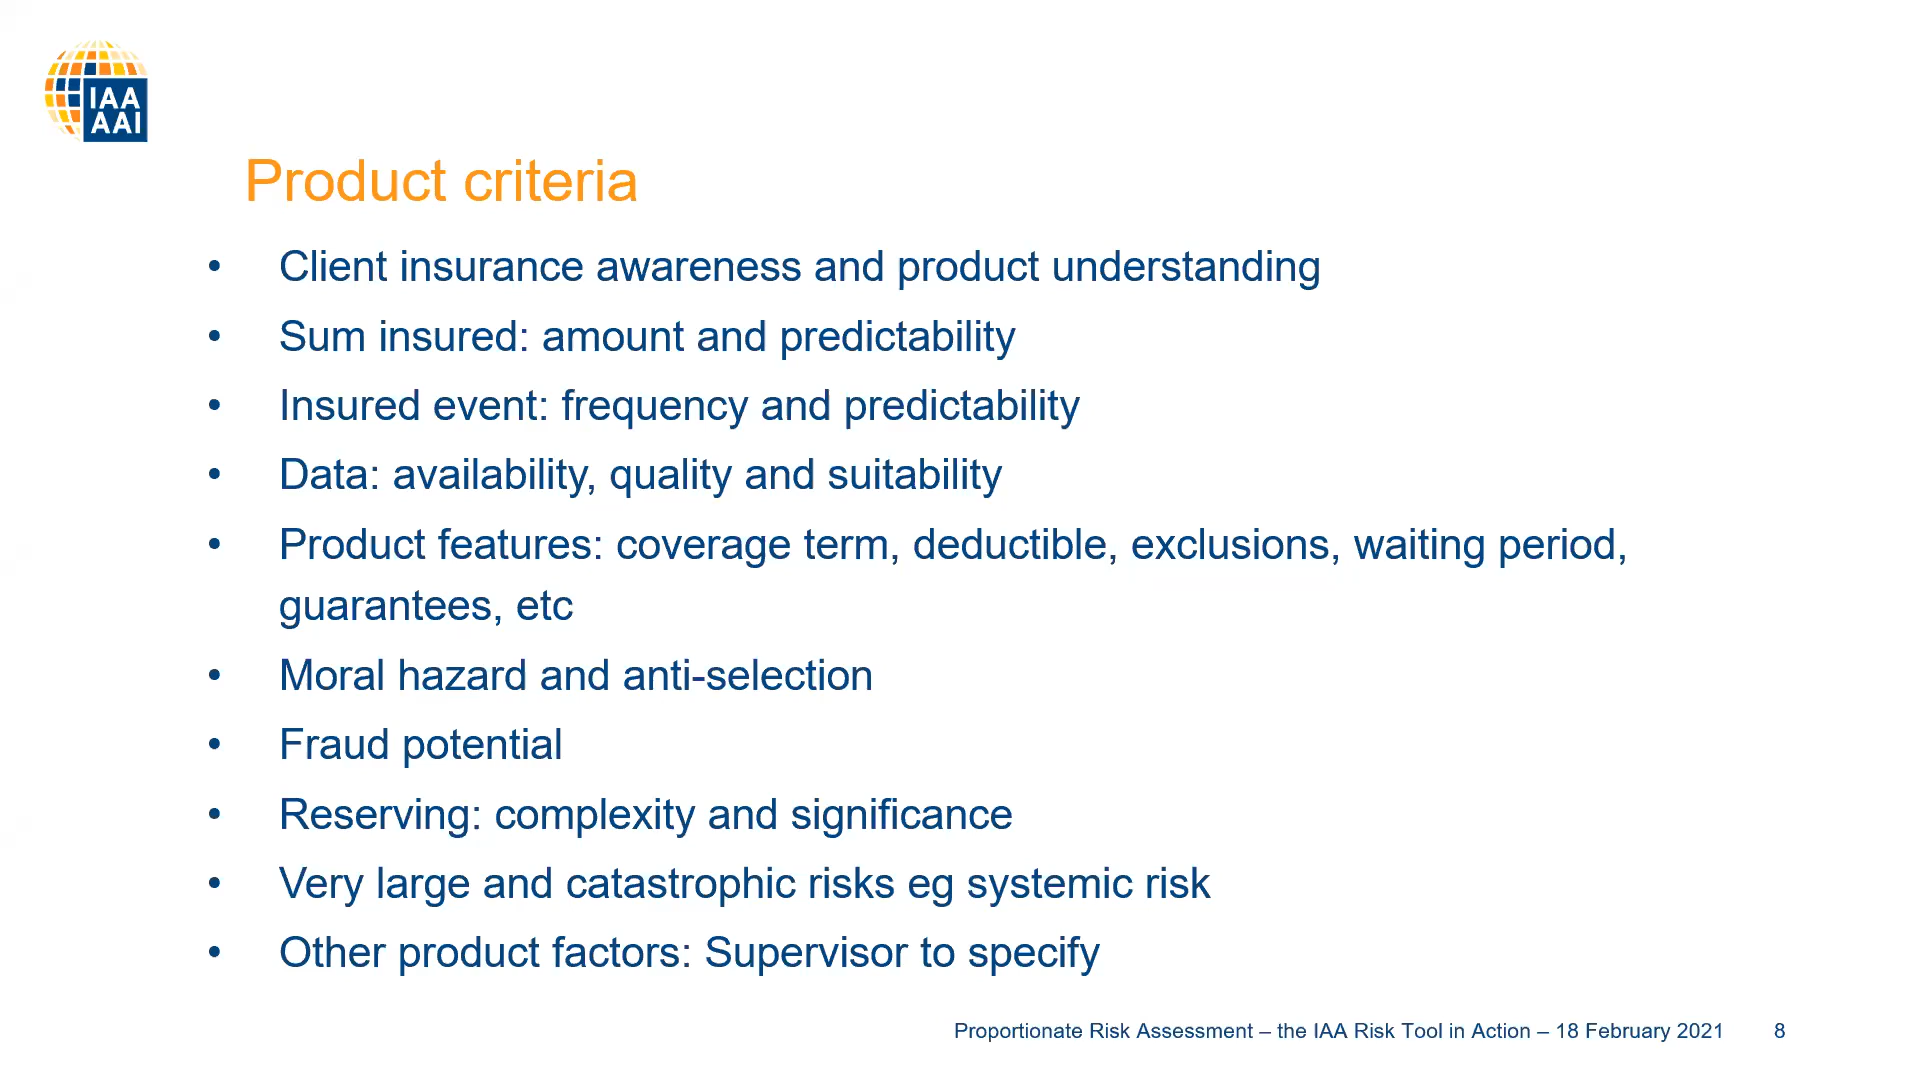 IAA
AAI
Product criteria
• Client insurance awareness and product understanding
• Sum insured: amount and predictability
• Insured event: frequency and predictability
• Data: availability, quality and suitability
• Product features: coverage term, deductible, exclusions, waiting period,
guarantees, etc
• Moral hazard and anti-selection
• Fraud potential
• Reserving: complexity and significance
• Very large and catastrophic risks eg systemic risk
• Other product factors: Supervisor to specify
Proportionate Risk Assessment – the IAA Risk Tool in Action – 18 February 2021 8